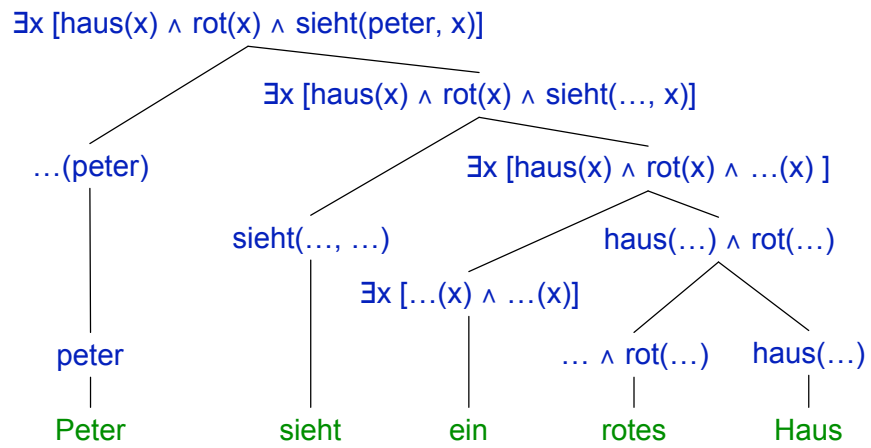 ∃x [haus(x) ∧ rot(x) ∧ sieht(peter, x)]
∃x [haus(x) ∧ rot(x) ∧ sieht(…, x)]
…(peter)
∃x [haus(x) ∧ rot(x) ∧ …(x) ]
sieht(…, …)
haus(…) ∧ rot(…)
∃x […(x) ∧ …(x)]
peter
… ∧ rot(…)
haus(…)
Peter
sieht
ein
rotes
Haus